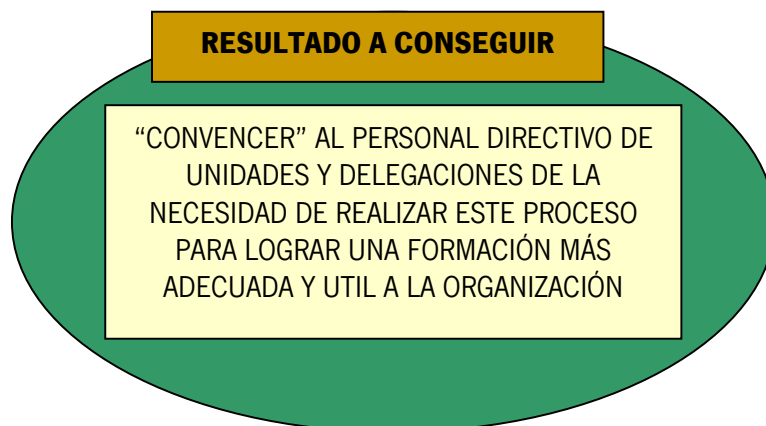 RESULTADO A CONSEGUIR
“CONVENCER” AL PERSONAL DIRECTIVO DE
UNIDADES Y DELEGACIONES DE LA
NECESIDAD DE REALIZAR ESTE PROCESO
PARA LOGRAR UNA FORMACIÓN MÁS
ADECUADA Y UTIL A LA ORGANIZACIÓN